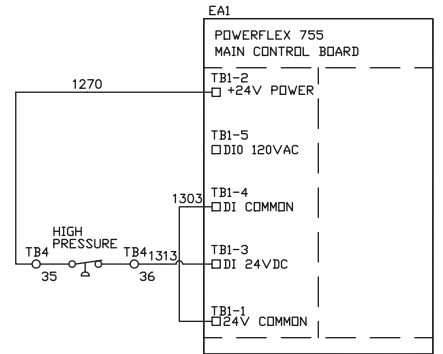 EA1
POWERFLEX 755
MAIN CONTROL BOARD
1270
TB1-2
+24V POWER
TB1-5
DI0 120VAC
1303
TB1-4
DI COMMON
HIGH
PRESSURE
TB4
TB4
1313
TB1-3
DI 24VDC
35
36
TB1-1
24V COMMON